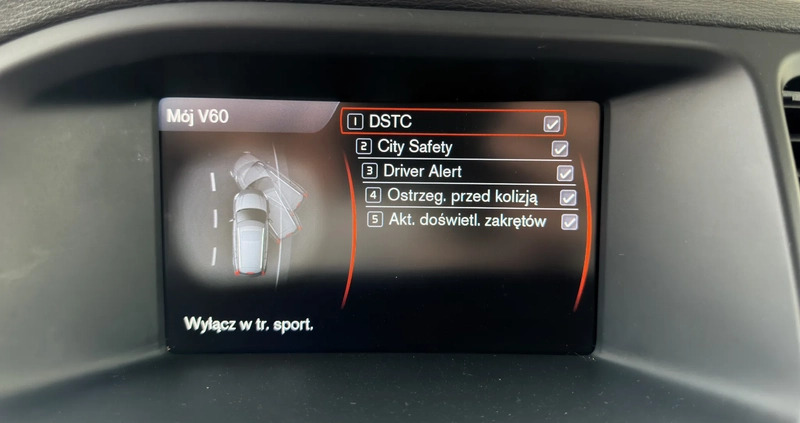 Mój V60
1 DSTC
2 City Safety
3 Driver Alert
4 Ostrzeg. przed kolizją
5 Akt. doświetl. zakrętów
Wyłącz w tr. sport.